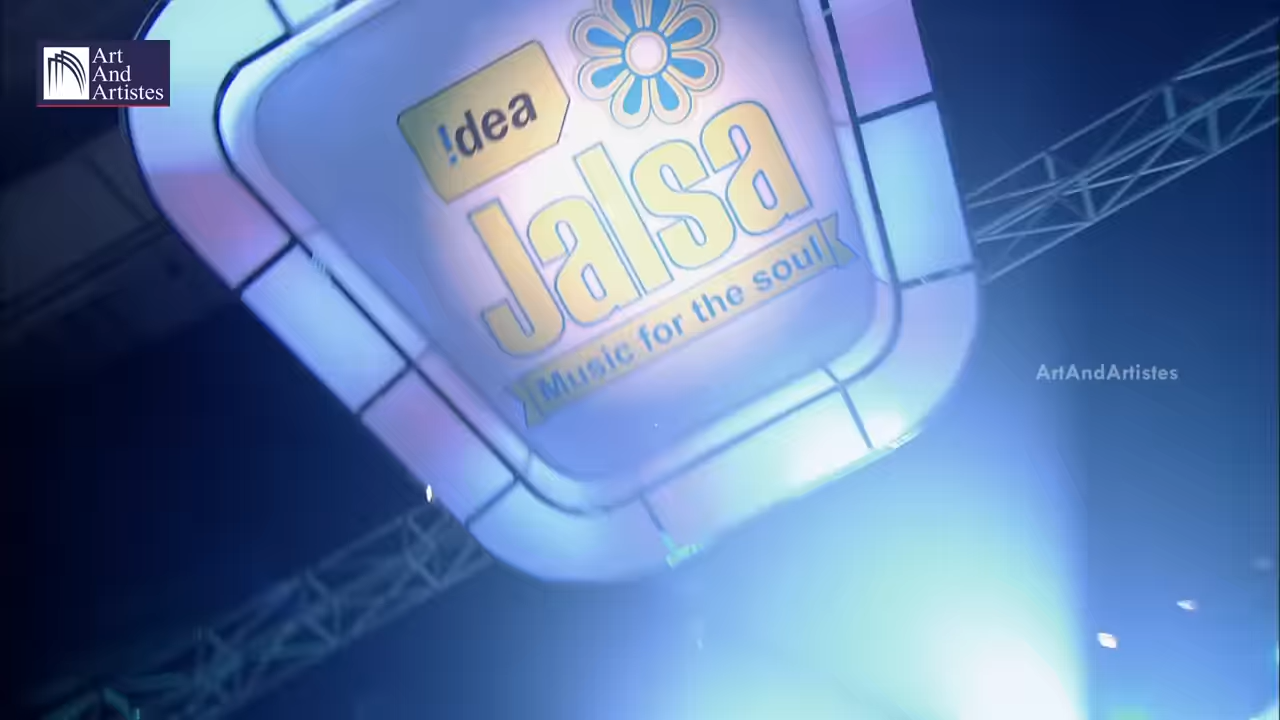 Art
And
Artistes
!dea
Jalsa
Music for the soul
ArtAndArtistes